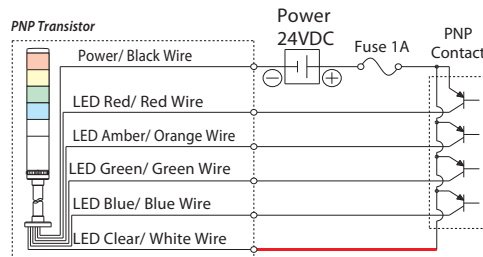 PNP Transistor
Power
24VDC
Fuse 1A
PNP
Contact
Power/ Black Wire
LED Red/ Red Wire
LED Amber/ Orange Wire
LED Green/ Green Wire
LED Blue/ Blue Wire
LED Clear/ White Wire